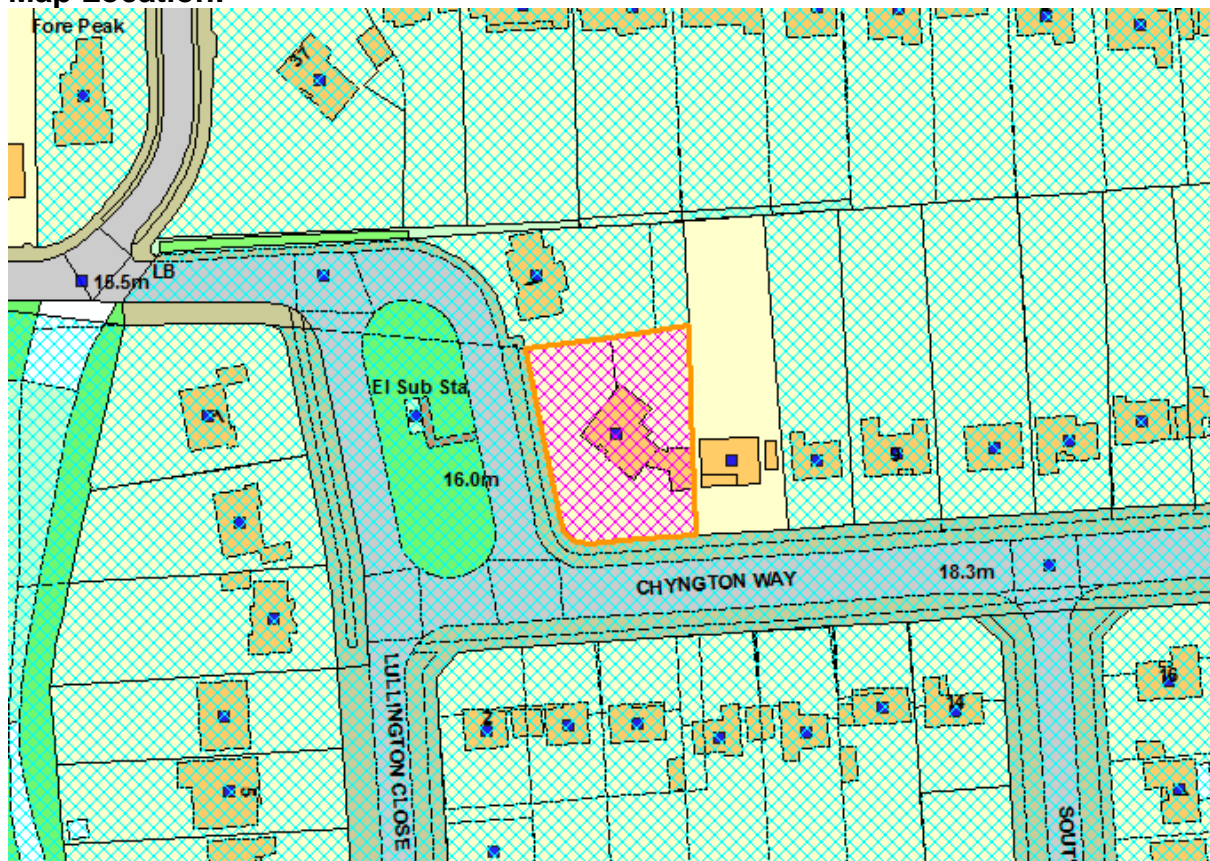 Map Location:
Fore Peak
37
LB
15.5m
El Sub Sta
16.0m
9
CHYNGTON WAY
18.3m
LULLINGTON CLOSE
2
14
16
5
SOUT